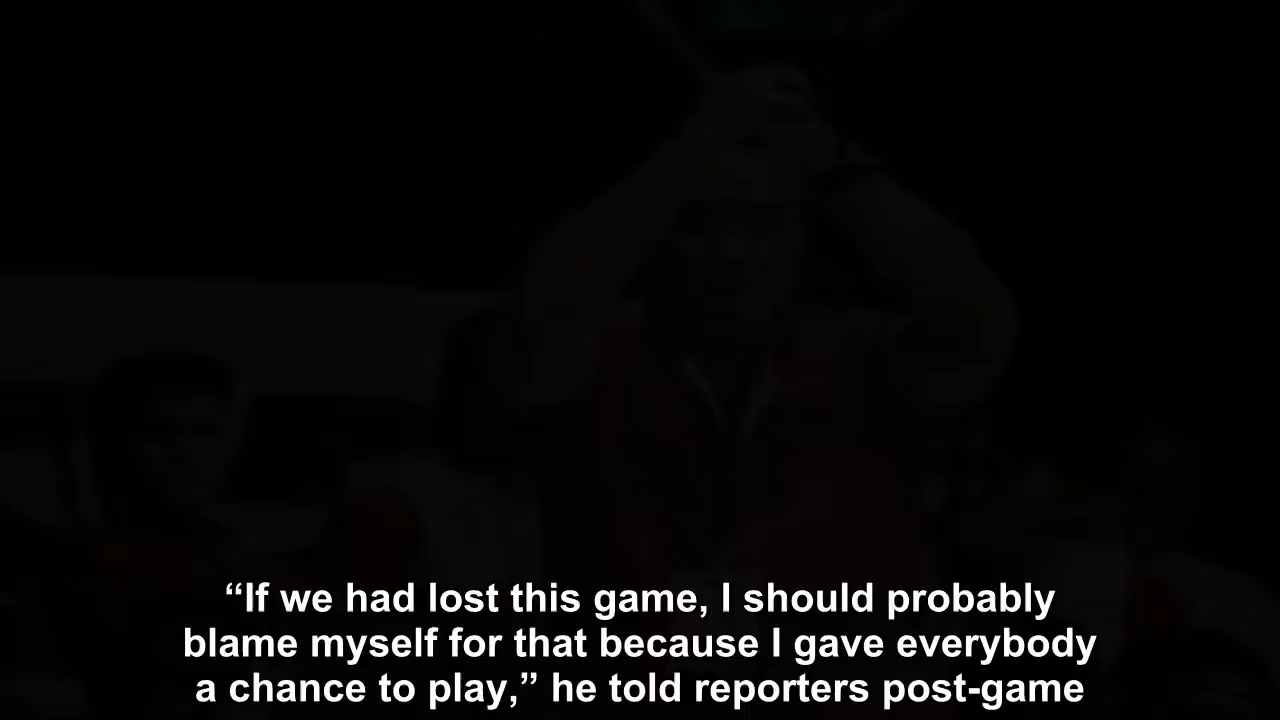 “If we had lost this game, I should probably
blame myself for that because I gave everybody
a chance to play,” he told reporters post-game